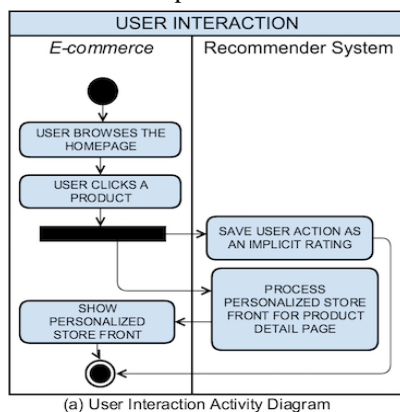 USER INTERACTION
E-commerce
Recommender System
USER BROWSES THE
HOMEPAGE
USER CLICKS A
PRODUCT
SAVE USER ACTION AS
AN IMPLICIT RATING
PROCESS
PERSONALIZED STORE
FRONT FOR PRODUCT
DETAIL PAGE
SHOW
PERSONALIZED
STORE FRONT
(a) User Interaction Activity Diagram